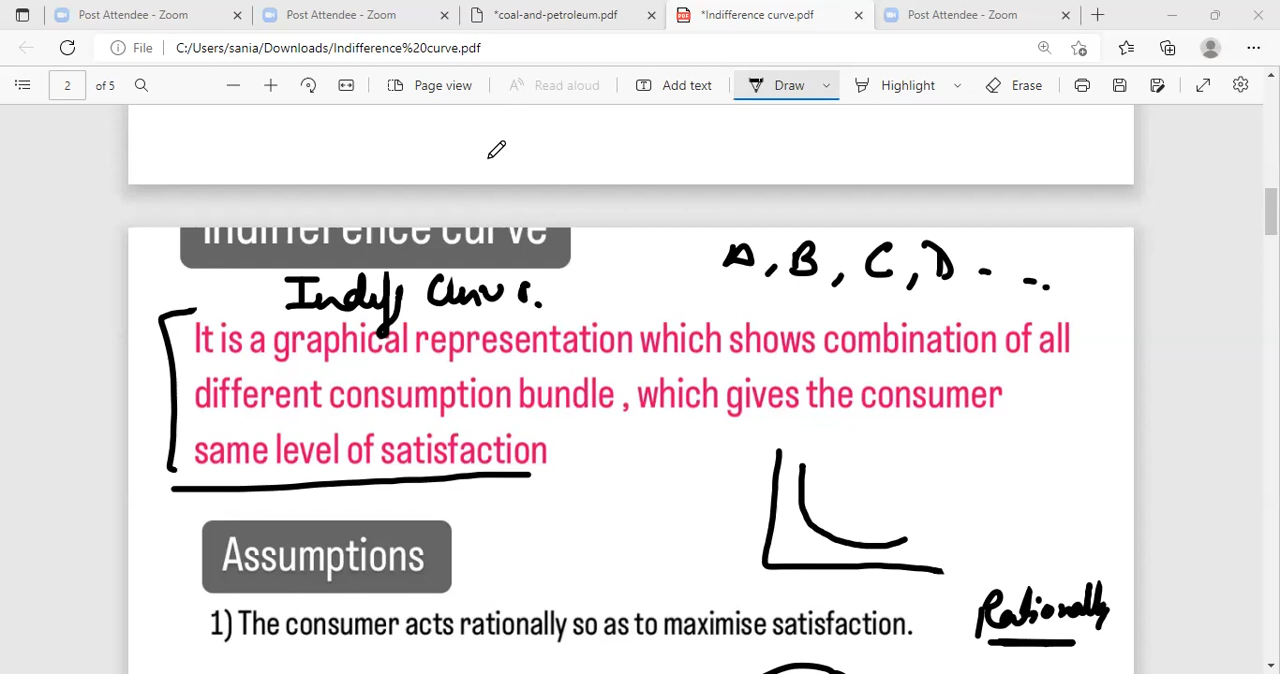 Post Attendee - Zoom
Post Attendee - Zoom
*coal-and-petroleum.pdf
*Indifference curve.pdf
Post Attendee - Zoom
File C:/Users/sania/Downloads/Indifference%20curve.pdf
2 of 5 Page view Read aloud Add text Draw Highlight Erase
Indifference curve
A, B, C, D - - .
Indiff Curve.
It is a graphical representation which shows combination of all
different consumption bundle , which gives the consumer
same level of satisfaction
Assumptions
Rationally
1) The consumer acts rationally so as to maximise satisfaction.